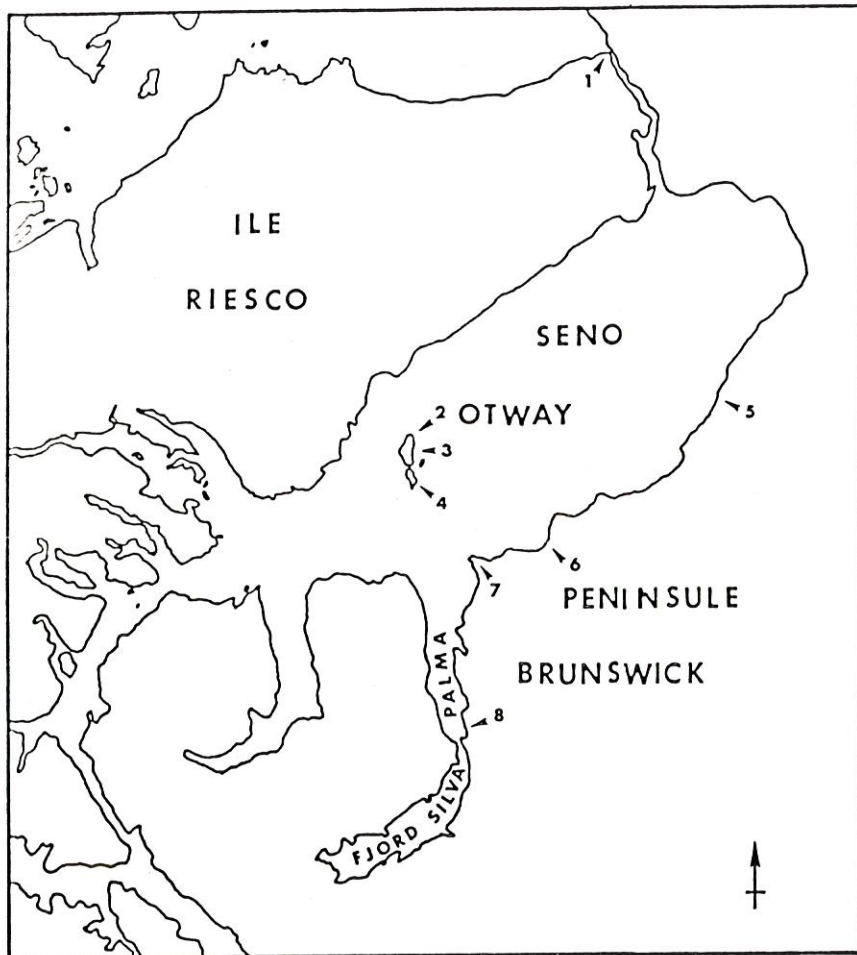 1
ILE
RIESCO
SENO
2
OTWAY
5
3
4
6
7
PENINSULE
PALMA
BRUNSWICK
8
FJORD SILVA